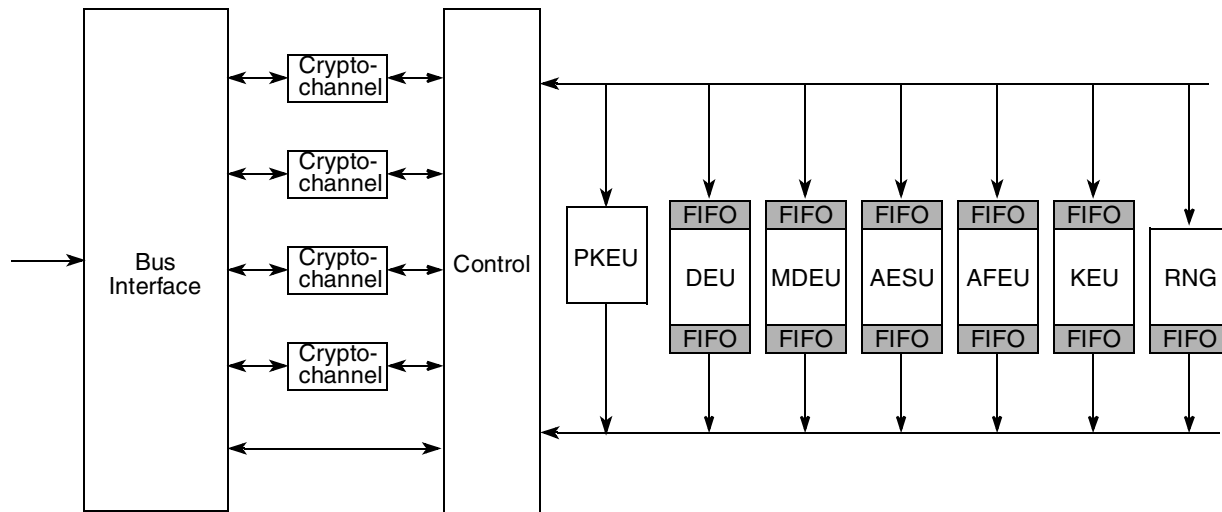 Crypto-
channel
Crypto-
channel
Crypto-
channel
Crypto-
channel
Bus
Interface
Control
PKEU
FIFO
DEU
FIFO
FIFO
MDEU
FIFO
FIFO
AESU
FIFO
FIFO
AFEU
FIFO
FIFO
KEU
FIFO
RNG
FIFO